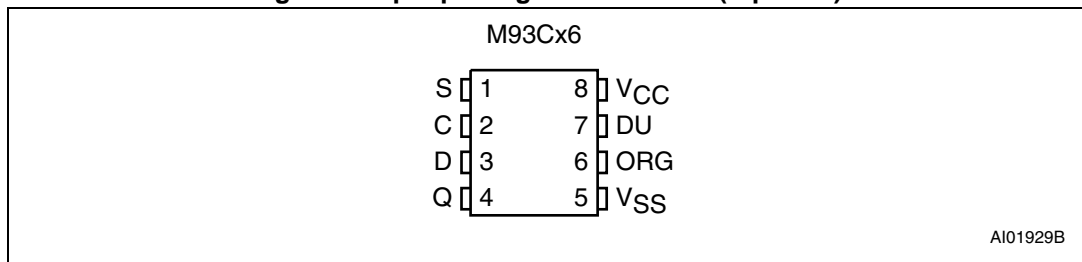 M93Cx6
S 1 8 VCC
C 2 7 DU
D 3 6 ORG
Q 4 5 VSS
AI01929B